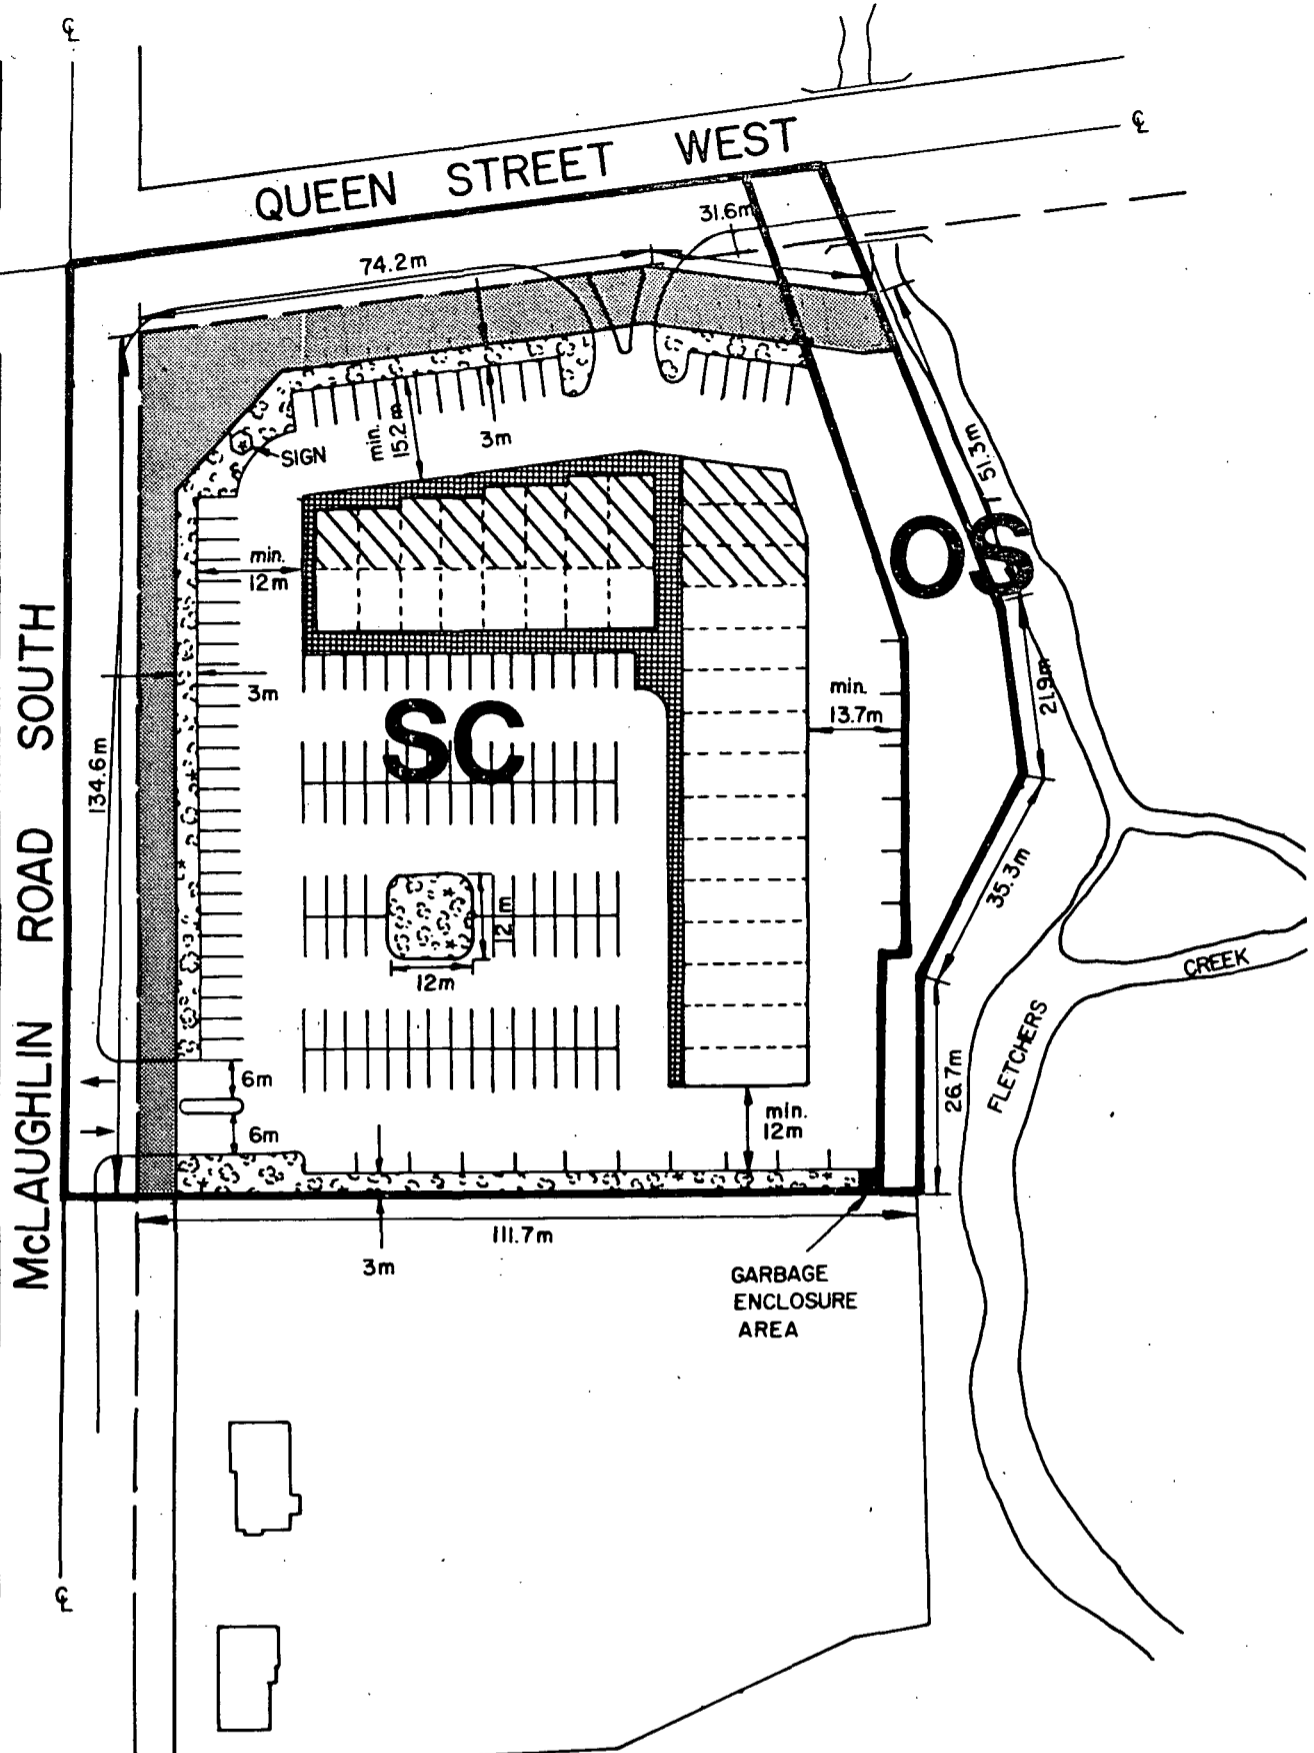 ℄
QUEEN STREET WEST
℄
31.6m
74.2m
min.
15.2m
3m
SIGN
51.3m
OS
min.
12m
3m
SC
21.9m
min.
13.7m
134.6m
35.3m
12m
12m
CREEK
FLETCHERS
McLAUGHLIN ROAD SOUTH
6m
6m
26.7m
min.
12m
111.7m
3m
GARBAGE
ENCLOSURE
AREA
℄